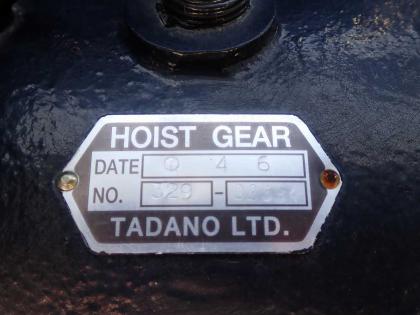 HOIST GEAR
DATE 0 4 6
NO. 329 -
TADANO LTD.